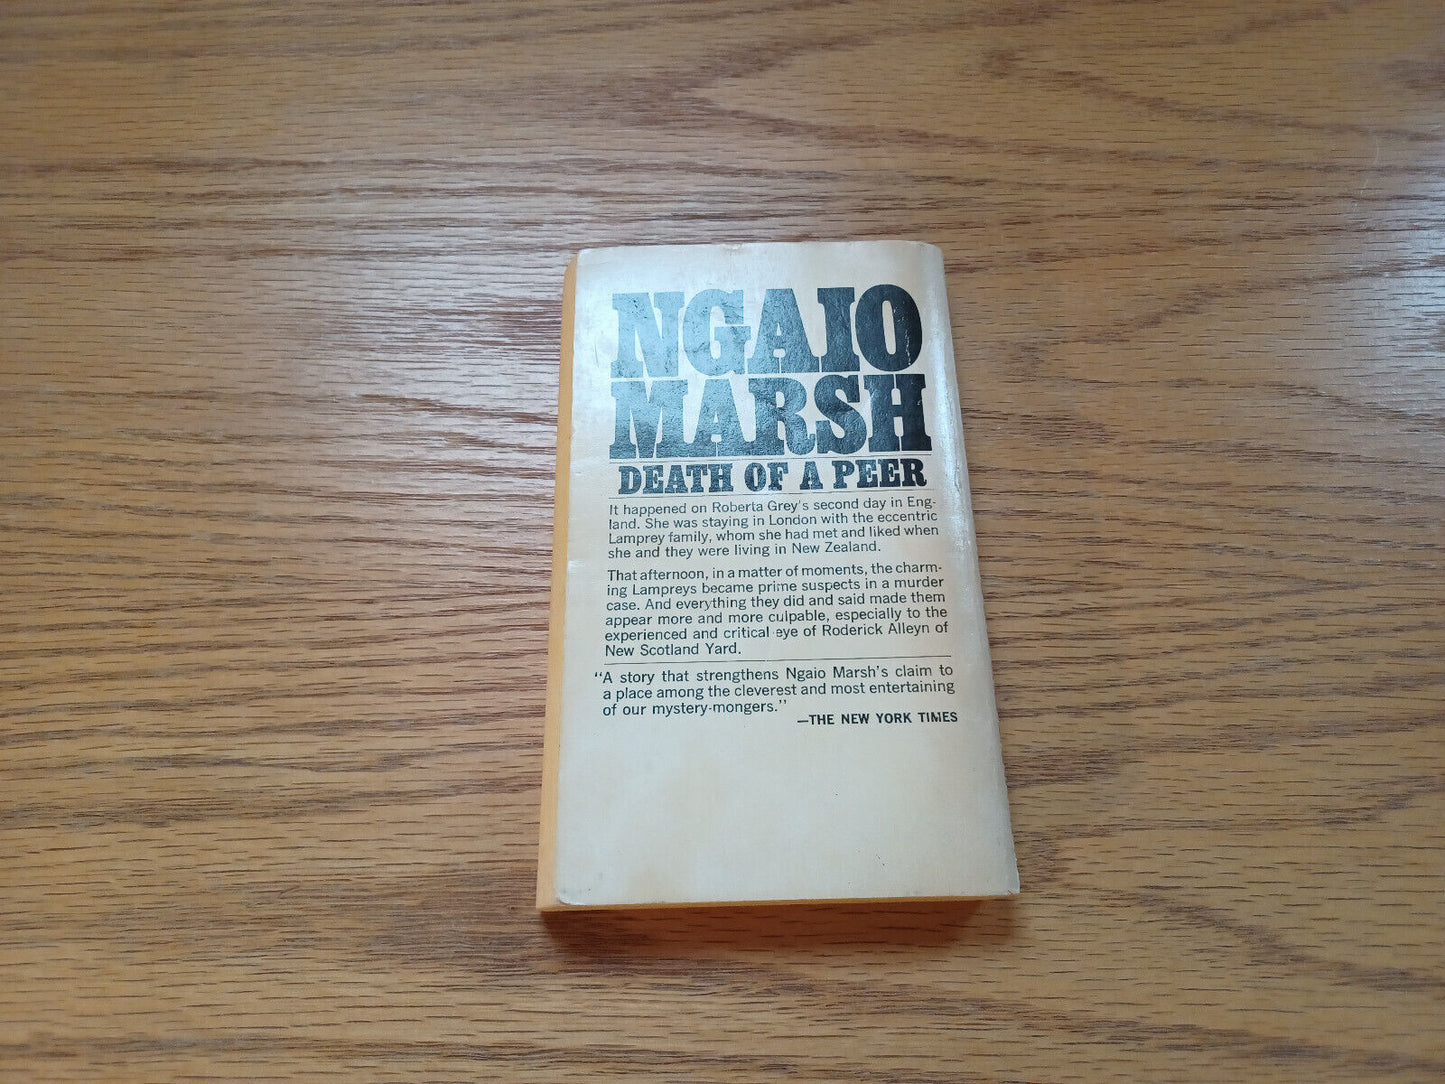 NGAIO
MARSH
DEATH OF A PEER
It happened on Roberta Grey's second day in Eng-
land. She was staying in London with the eccentric
Lamprey family, whom she had met and liked when
she and they were living in New Zealand.
That afternoon, in a matter of moments, the charm-
ing Lampreys became prime suspects in a murder
case. And everything they did and said made them
appear more and more culpable, especially to the
experienced and critical eye of Roderick Alleyn of
New Scotland Yard.
"A story that strengthens Ngaio Marsh's claim to
a place among the cleverest and most entertaining
of our mystery-mongers."
—THE NEW YORK TIMES